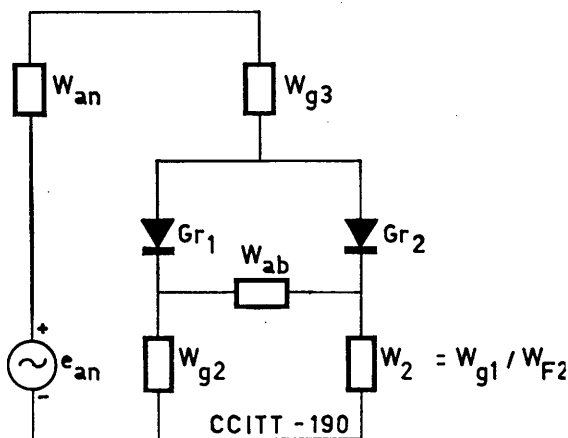 W_an
W_g3
Gr_1
Gr_2
W_ab
+
e_an
-
W_g2
W_2 = W_g1 / W_F2
CCITT - 190